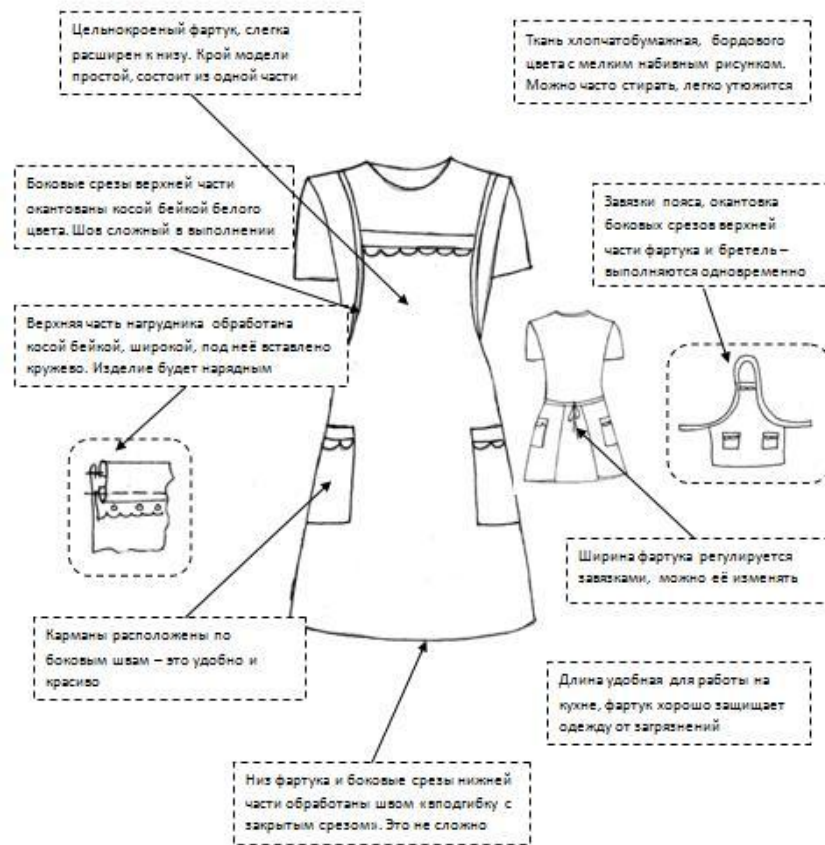 Цельнокроеный фартук, слегка
расширен к низу. Крой модели
простой, состоит из одной части
Ткань хлопчатобумажная, бордового
цвета с мелким набивным рисунком.
Можно часто стирать, легко утюжится
Боковые срезы верхней части
окантованы косой бейкой белого
цвета. Шов сложный в выполнении
Завязки пояса, окантовка
боковых срезов верхней
части фартука и бретель –
выполняются одновременно
Верхняя часть нагрудника обработана
косой бейкой, широкой, под неё вставлено
кружево. Изделие будет нарядным
Ширина фартука регулируется
завязками, можно её изменять
Карманы расположены по
боковым швам – это удобно и
красиво
Длина удобная для работы на
кухне, фартук хорошо защищает
одежду от загрязнений
Низ фартука и боковые срезы нижней
части обработаны швом «вподгибку с
закрытым срезом». Это не сложно